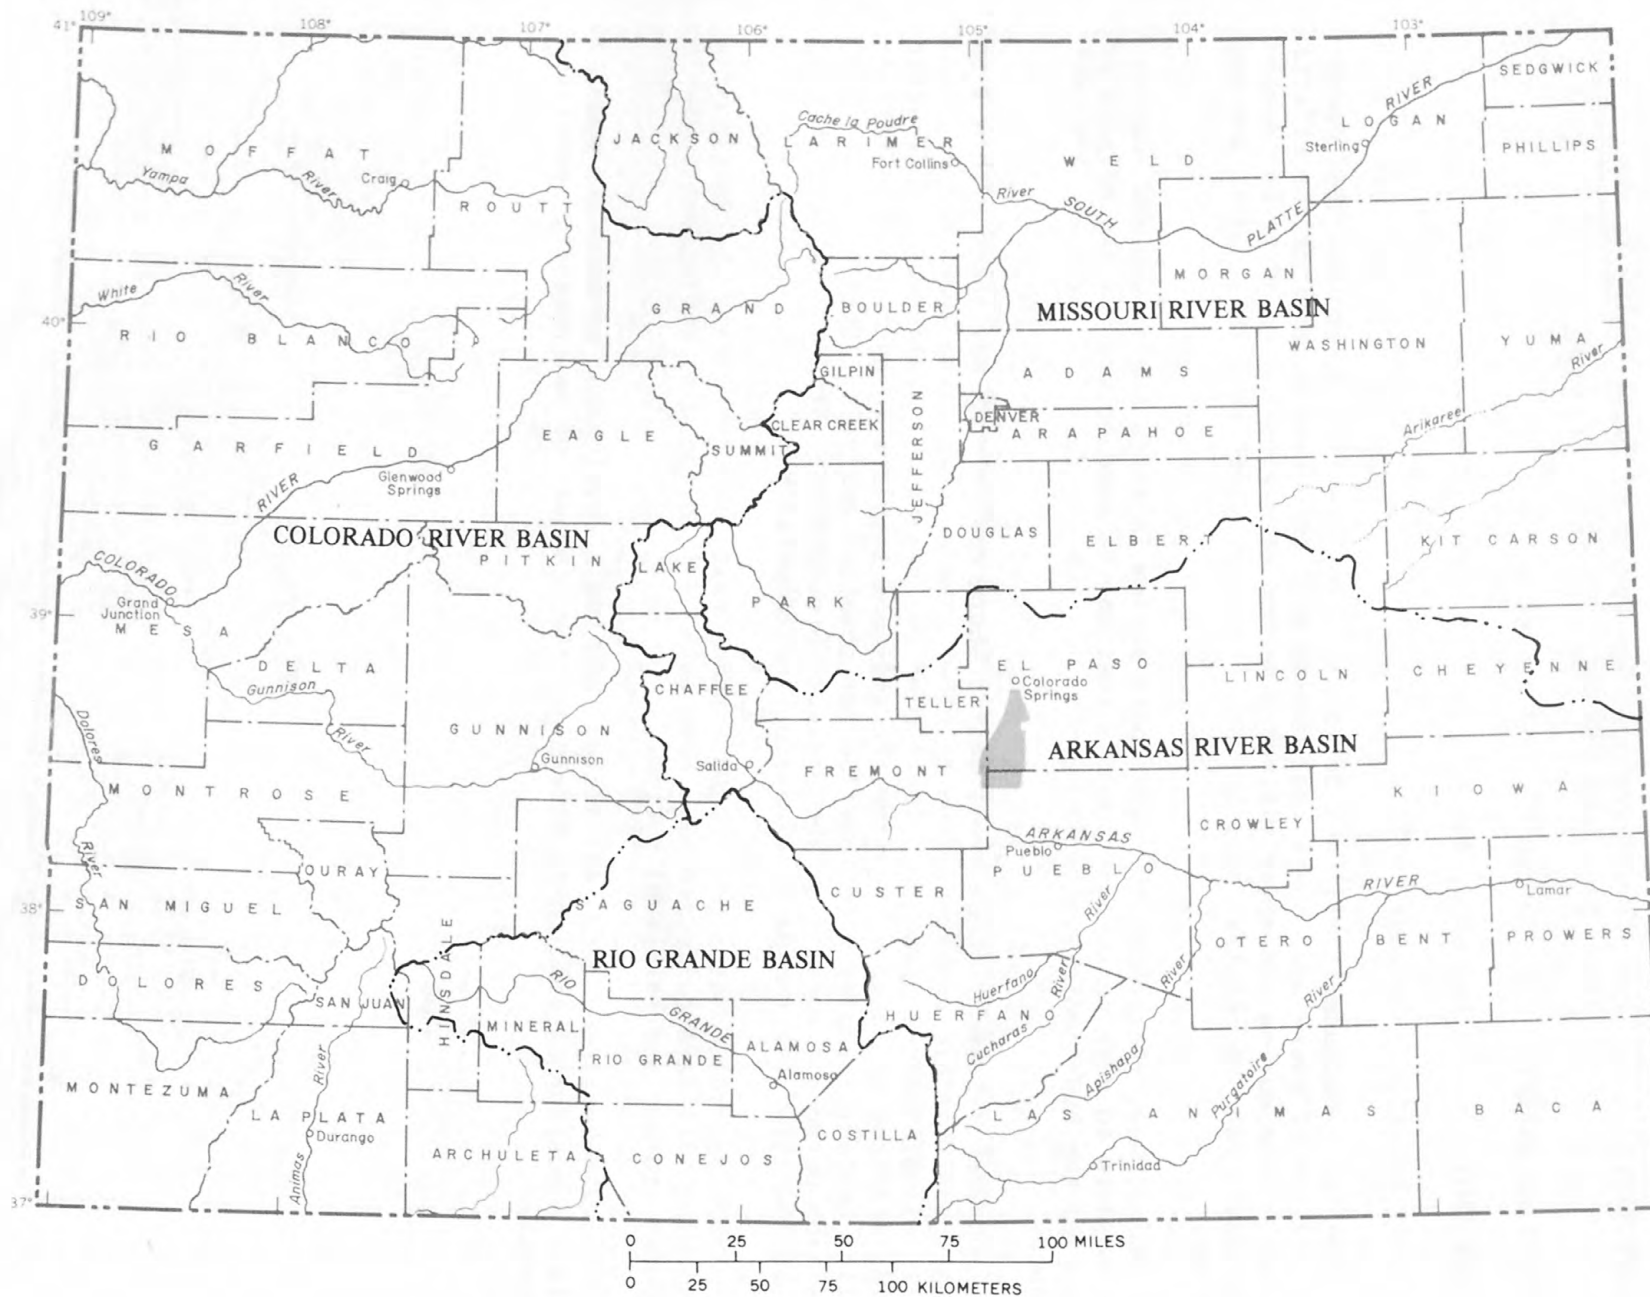 41° 109° 108° 107° 106° 105° 104° 103°
SEDGWICK
RIVER
LOGAN
Cache la Poudre
JACKSON
LARIMER
Sterling
PHILLIPS
MOFFAT
Fort Collins
WELD
Yampa
River
Craig
River
SOUTH
ROUTT
PLATTE
MORGAN
White
River
GRAND
BOULDER
MISSOURI RIVER BASIN
40°
RIO BLANCO
WASHINGTON
YUMA
River
GILPIN
ADAMS
Arikaree
DENVER
CLEAR CREEK
ARAPAHOE
EAGLE
GARFIELD
SUMMIT
JEFFERSON
Glenwood
Springs
RIVER
COLORADO RIVER BASIN
DOUGLAS
ELBERT
KIT CARSON
PITKIN
LAKE
COLORADO
Grand
Junction
PARK
39°
MESA
DELTA
EL PASO
CHEYENNE
Gunnison
Colorado
Springs
LINCOLN
CHAFFEE
TELLER
Dolores
GUNNISON
River
ARKANSAS RIVER BASIN
Gunnison
Salida
FREMONT
MONTROSE
KIOWA
CROWLEY
ARKANSAS
River
Pueblo
OURAY
PUEBLO
RIVER
Lamar
CUSTER
SAN MIGUEL
SAGUACHE
38°
River
HINSDALE
OTERO
BENT
PROWERS
RIO GRANDE BASIN
DOLORES
RIO
Huerfano
River
River
River
SAN JUAN
HUERFANO
GRANDE
MINERAL
ALAMOSA
Cucharas
RIO GRANDE
Alamosa
Apishapa
Purgatoire
MONTEZUMA
River
LA PLATA
LAS ANIMAS
BACA
Durango
COSTILLA
ARCHULETA
CONEJOS
Trinidad
Animas
37°
0 25 50 75 100 MILES
0 25 50 75 100 KILOMETERS